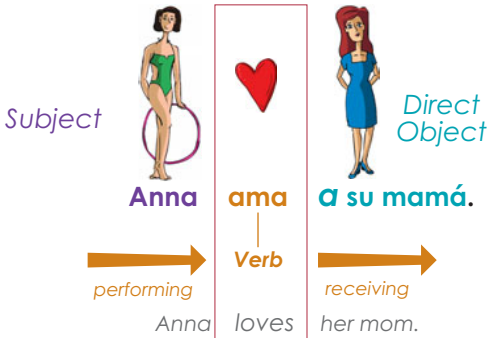 Subject
Direct
Object
Anna ama a su mamá.
Verb
performing receiving
Anna loves her mom.